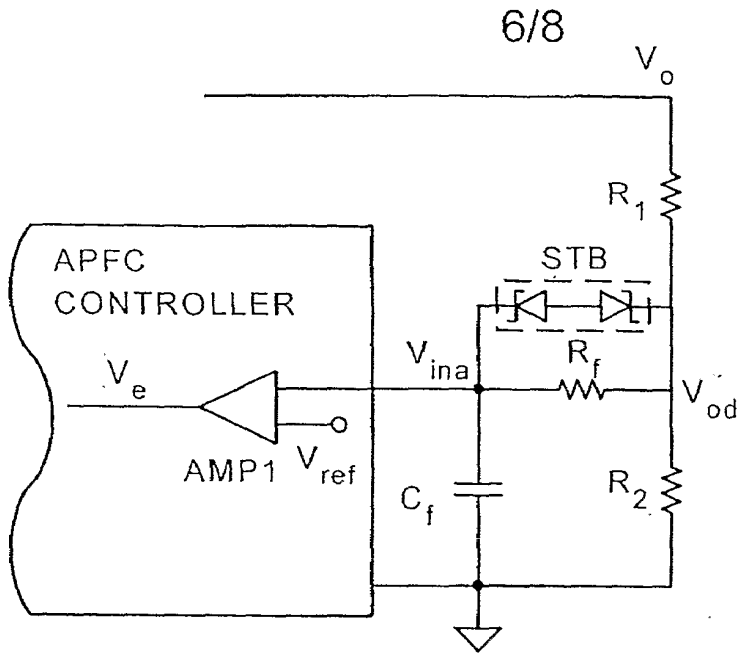 6/8
V_o
R_1
APFC
CONTROLLER
STB
V_ina
R_f
V_e
V_od
AMP1
V_ref
C_f
R_2